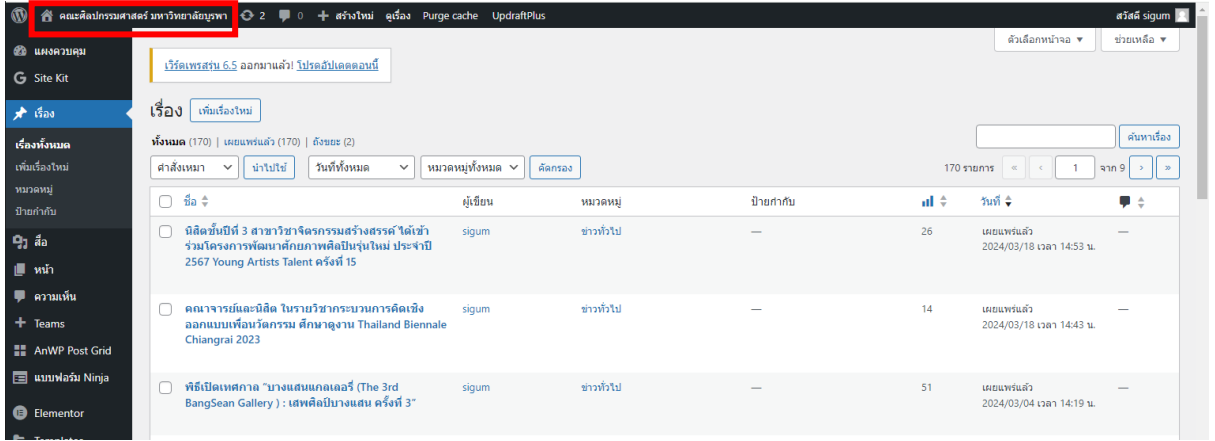 คณะศิลปกรรมศาสตร์ มหาวิทยาลัยบูรพา 2 0 + สร้างใหม่ ดูเรื่อง Purge cache UpdraftPlus สวัสดี sigum
ตัวเลือกหน้าจอ ▼ ช่วยเหลือ ▼
แผงควบคุม
เวิร์ดเพรสรุ่น 6.5 ออกมาแล้ว! โปรดอัปเดตตอนนี้
Site Kit
เรื่อง
เรื่อง เพิ่มเรื่องใหม่
เรื่องทั้งหมด
ทั้งหมด (170) | เผยแพร่แล้ว (170) | ถังขยะ (2)
ค้นหาเรื่อง
เพิ่มเรื่องใหม่
คำสั่งเหมา นำไปใช้ วันที่ทั้งหมด หมวดหมู่ทั้งหมด คัดกรอง 170 รายการ « ‹ 1 จาก 9 › »
หมวดหมู่
ป้ายกำกับ
ชื่อ ผู้เขียน หมวดหมู่ ป้ายกำกับ วันที่
สื่อ
หน้า
ความเห็น
+ Teams
AnWP Post Grid
แบบฟอร์ม Ninja
Elementor
Templates
นิสิตชั้นปีที่ 3 สาขาวิชาจิตรกรรมสร้างสรรค์ ได้เข้า sigum ข่าวทั่วไป — 26 เผยแพร่แล้ว —
ร่วมโครงการพัฒนาศักยภาพศิลปินรุ่นใหม่ ประจำปี 2024/03/18 เวลา 14:53 น.
2567 Young Artists Talent ครั้งที่ 15
คณาจารย์และนิสิต ในรายวิชากระบวนการคิดเชิง sigum ข่าวทั่วไป — 14 เผยแพร่แล้ว —
ออกแบบเพื่อนวัตกรรม ศึกษาดูงาน Thailand Biennale 2024/03/18 เวลา 14:43 น.
Chiangrai 2023
พิธีเปิดเทศกาล “บางแสนแกลเลอรี่ (The 3rd sigum ข่าวทั่วไป — 51 เผยแพร่แล้ว —
BangSean Gallery ) : เสพศิลป์บางแสน ครั้งที่ 3” 2024/03/04 เวลา 14:19 น.